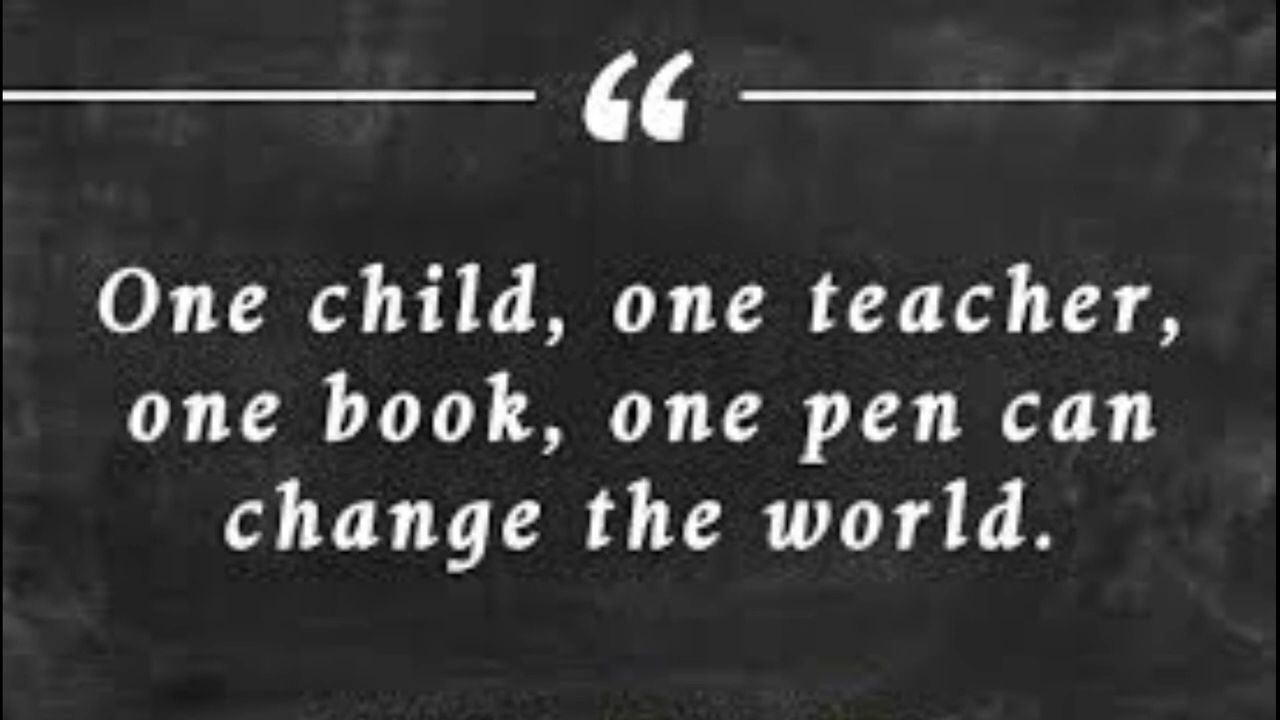 “
One child, one teacher,
one book, one pen can
change the world.